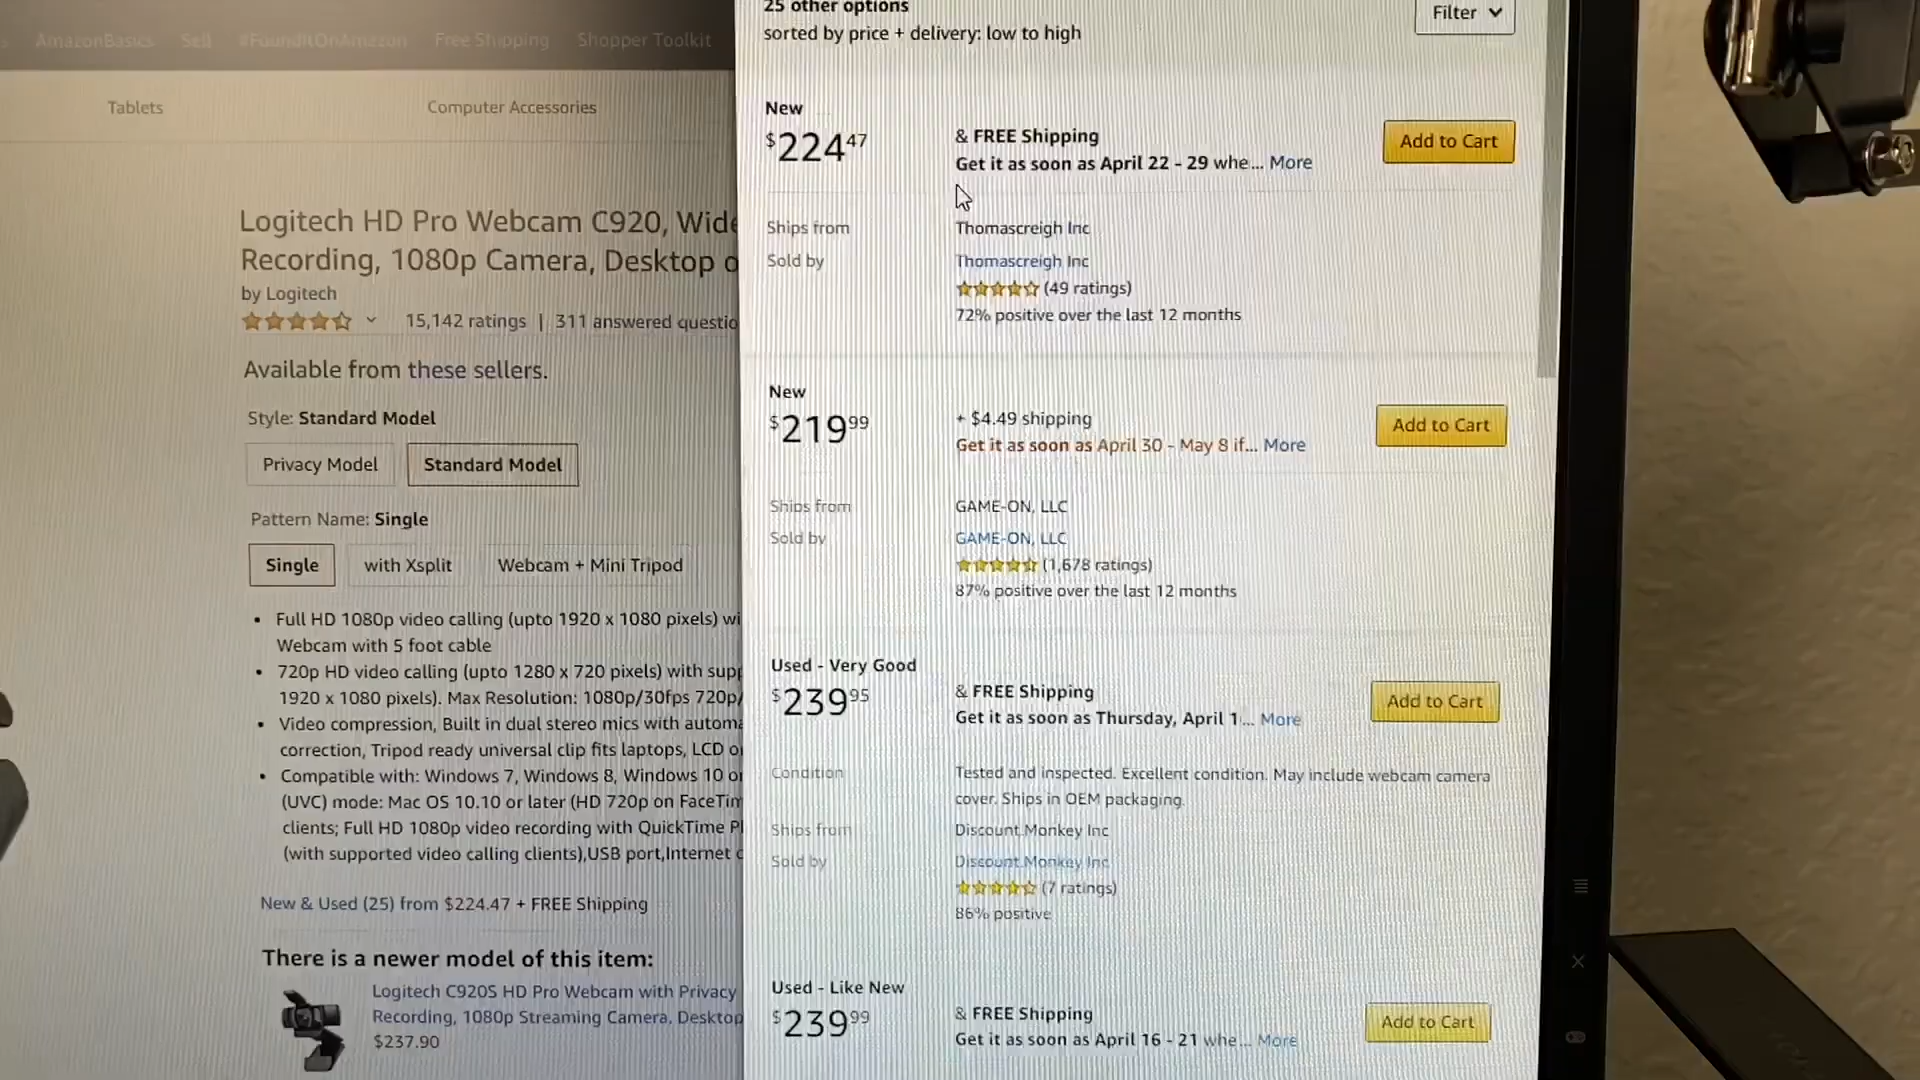 AmazonBasics Sell #FoundItOnAmazon Free Shipping Shopper Toolkit
Tablets Computer Accessories
Logitech HD Pro Webcam C920, Wide
Recording, 1080p Camera, Desktop o
by Logitech
15,142 ratings | 311 answered questio
Available from these sellers.
Style: Standard Model
Privacy Model Standard Model
Pattern Name: Single
Single with Xsplit Webcam + Mini Tripod
• Full HD 1080p video calling (upto 1920 x 1080 pixels) wi
Webcam with 5 foot cable
• 720p HD video calling (upto 1280 x 720 pixels) with supp
1920 x 1080 pixels). Max Resolution: 1080p/30fps 720p/
• Video compression, Built in dual stereo mics with automa
correction, Tripod ready universal clip fits laptops, LCD o
• Compatible with: Windows 7, Windows 8, Windows 10 or
(UVC) mode: Mac OS 10.10 or later (HD 720p on FaceTim
clients; Full HD 1080p video recording with QuickTime Pl
(with supported video calling clients),USB port,Internet c
New & Used (25) from $224.47 + FREE Shipping
There is a newer model of this item:
Logitech C920S HD Pro Webcam with Privacy
Recording, 1080p Streaming Camera, Desktop
$237.90
25 other options
sorted by price + delivery: low to high
Filter
New
$224 47
& FREE Shipping
Get it as soon as April 22 - 29 whe... More
Add to Cart
Ships from Thomascreigh Inc
Sold by Thomascreigh Inc
(49 ratings)
72% positive over the last 12 months
New
$219 99
+ $4.49 shipping
Get it as soon as April 30 - May 8 if... More
Add to Cart
Ships from GAME-ON, LLC
Sold by GAME-ON, LLC
(1,678 ratings)
87% positive over the last 12 months
Used - Very Good
$239 95
& FREE Shipping
Get it as soon as Thursday, April 1... More
Add to Cart
Condition Tested and inspected. Excellent condition. May include webcam camera
cover. Ships in OEM packaging.
Ships from Discount Monkey Inc
Sold by Discount Monkey Inc
(7 ratings)
86% positive
Used - Like New
$239 99
& FREE Shipping
Get it as soon as April 16 - 21 whe... More
Add to Cart